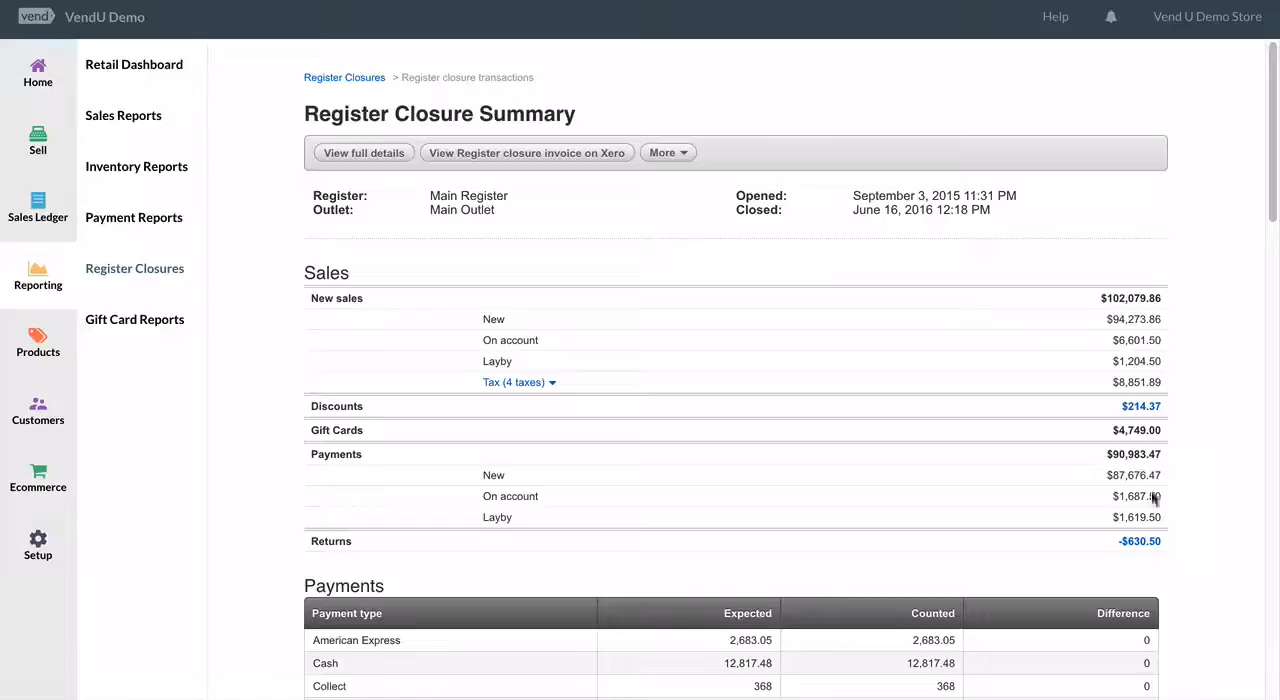 vend VendU Demo Help Vend U Demo Store
Home
Sell
Sales Ledger
Reporting
Products
Customers
Ecommerce
Setup
Retail Dashboard
Sales Reports
Inventory Reports
Payment Reports
Register Closures
Gift Card Reports
Register Closures > Register closure transactions
Register Closure Summary
View full details View Register closure invoice on Xero More
Register: Main Register Opened: September 3, 2015 11:31 PM
Outlet: Main Outlet Closed: June 16, 2016 12:18 PM
Sales
New sales $102,079.86
New $94,273.86
On account $6,601.50
Layby $1,204.50
Tax (4 taxes) $8,851.89
Discounts $214.37
Gift Cards $4,749.00
Payments $90,983.47
New $87,676.47
On account
Layby $1,619.50
Returns -$630.50
Payments
Payment type Expected Counted Difference
American Express 2,683.05 2,683.05 0
Cash 12,817.48 12,817.48 0
Collect 368 368 0